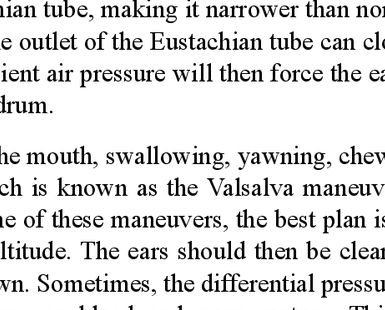 nian tube, making it narrower than nor
e outlet of the Eustachian tube can clo
ient air pressure will then force the ea
drum.
he mouth, swallowing, yawning, chew
ch is known as the Valsalva maneuv
ne of these maneuvers, the best plan is
ltitude. The ears should then be clear
wn. Sometimes, the differential pressu